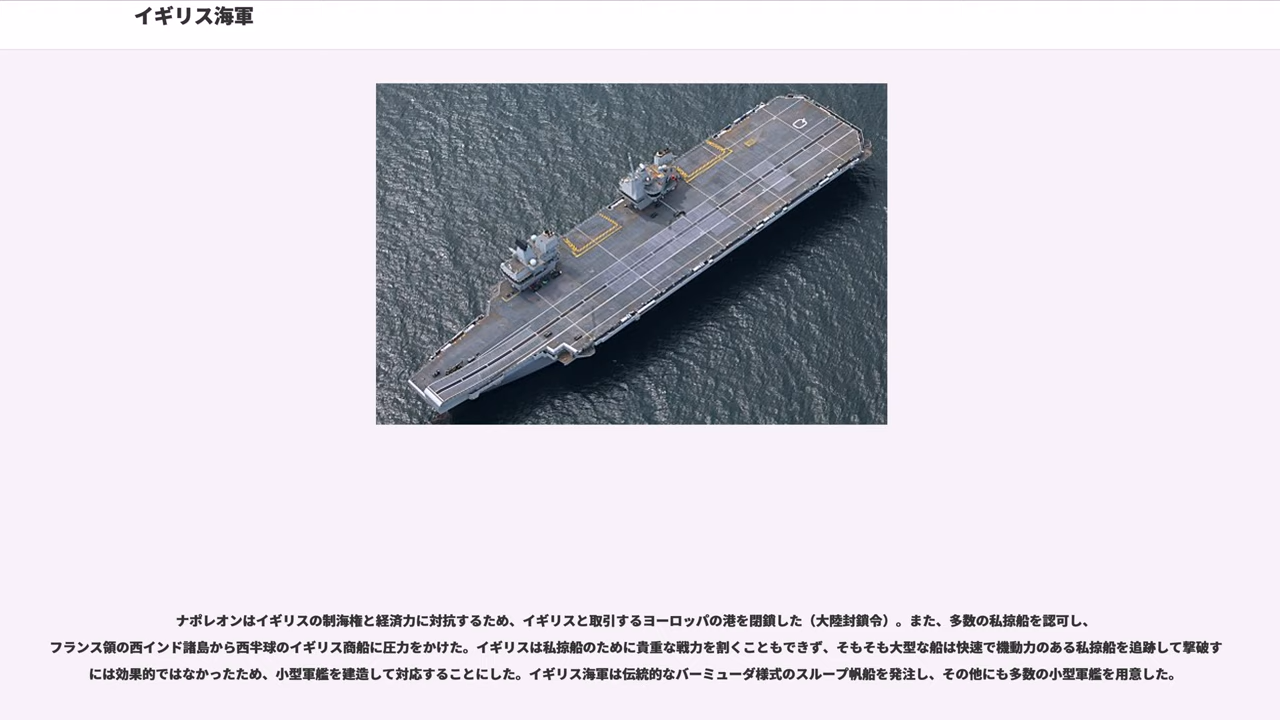 イギリス海軍
ナポレオンはイギリスの制海権と経済力に対抗するため、イギリスと取引するヨーロッパの港を閉鎖した（大陸封鎖令）。また、多数の私掠船を認可し、
フランス領の西インド諸島から西半球のイギリス商船に圧力をかけた。イギリスは私掠船のために貴重な戦力を割くこともできず、そもそも大型な船は快速で機動力のある私掠船を追跡して撃破す
には効果的ではなかったため、小型軍艦を建造して対応することにした。イギリス海軍は伝統的なバーミューダ様式のスループ帆船を発注し、その他にも多数の小型軍艦を用意した。